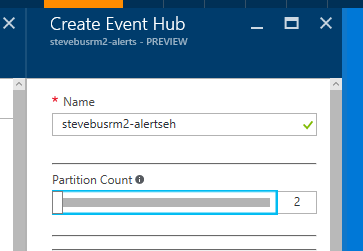 Create Event Hub
stevebusrm2-alerts - PREVIEW
* Name
stevebusrm2-alertseh
Partition Count
2